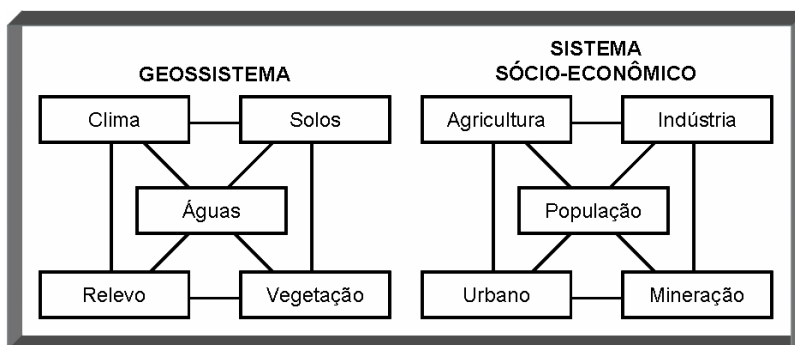 GEOSSISTEMA
Clima
Solos
Águas
Relevo
Vegetação
SISTEMA
SÓCIO-ECONÔMICO
Agricultura
Indústria
População
Urbano
Mineração